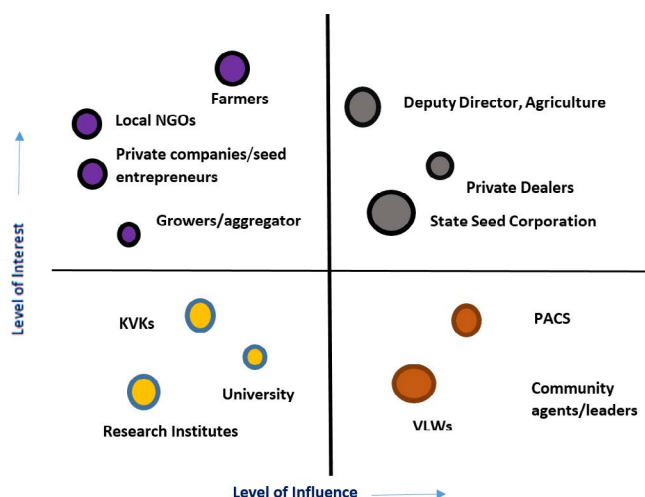 Farmers
Local NGOs
Private companies/seed
entrepreneurs
Growers/aggregator
Deputy Director, Agriculture
Private Dealers
State Seed Corporation
Level of Interest
KVKs
University
Research Institutes
PACS
Community
agents/leaders
VLWs
Level of Influence